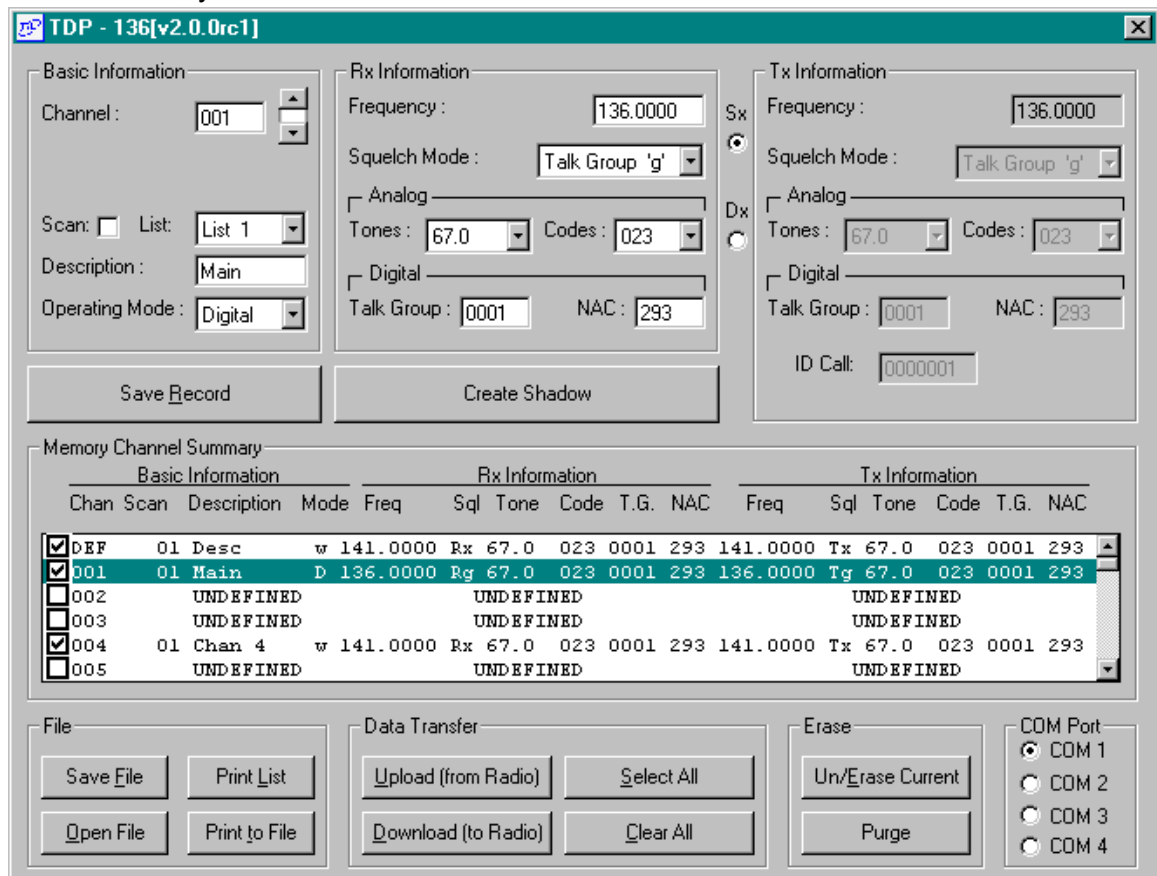 TDP - 136[v2.0.0rc1]
Basic Information
Channel :
001
Scan:
List:
List 1
Description :
Main
Operating Mode :
Digital
Rx Information
Frequency :
136.0000
Squelch Mode :
Talk Group 'g'
Analog
Tones :
67.0
Codes :
023
Digital
Talk Group :
0001
NAC :
293
Sx
Dx
Tx Information
Frequency :
136.0000
Squelch Mode :
Talk Group 'g'
Analog
Tones :
67.0
Codes :
023
Digital
Talk Group :
0001
NAC :
293
ID Call:
0000001
Save Record
Create Shadow
Memory Channel Summary
Basic Information Rx Information Tx Information
Chan Scan Description Mode Freq Sql Tone Code T.G. NAC Freq Sql Tone Code T.G. NAC
DEF 01 Desc w 141.0000 Rx 67.0 023 0001 293 141.0000 Tx 67.0 023 0001 293
001 01 Main D 136.0000 Rg 67.0 023 0001 293 136.0000 Tg 67.0 023 0001 293
002 UNDEFINED UNDEFINED UNDEFINED
003 UNDEFINED UNDEFINED UNDEFINED
004 01 Chan 4 w 141.0000 Rx 67.0 023 0001 293 141.0000 Tx 67.0 023 0001 293
005 UNDEFINED UNDEFINED UNDEFINED
File
Save File
Print List
Open File
Print to File
Data Transfer
Upload (from Radio)
Select All
Download (to Radio)
Clear All
Erase
Un/Erase Current
Purge
COM Port
COM 1
COM 2
COM 3
COM 4